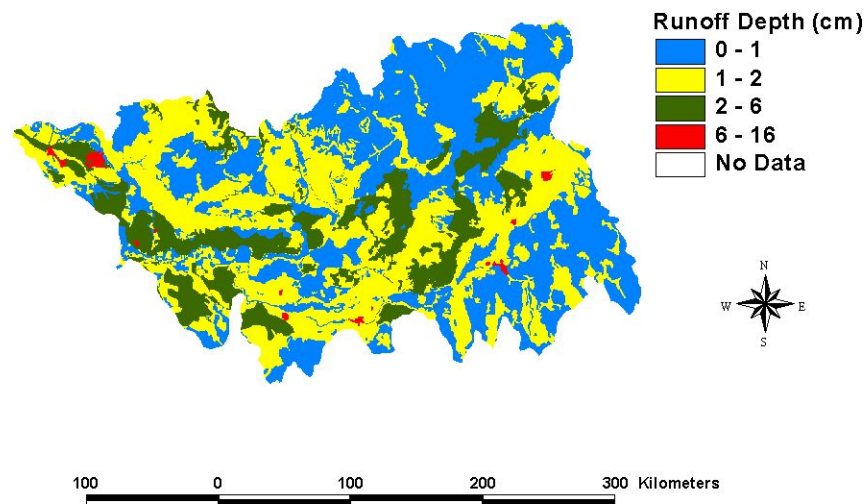 Runoff Depth (cm)
0 - 1
1 - 2
2 - 6
6 - 16
No Data
N
W E
S
100 0 100 200 300 Kilometers